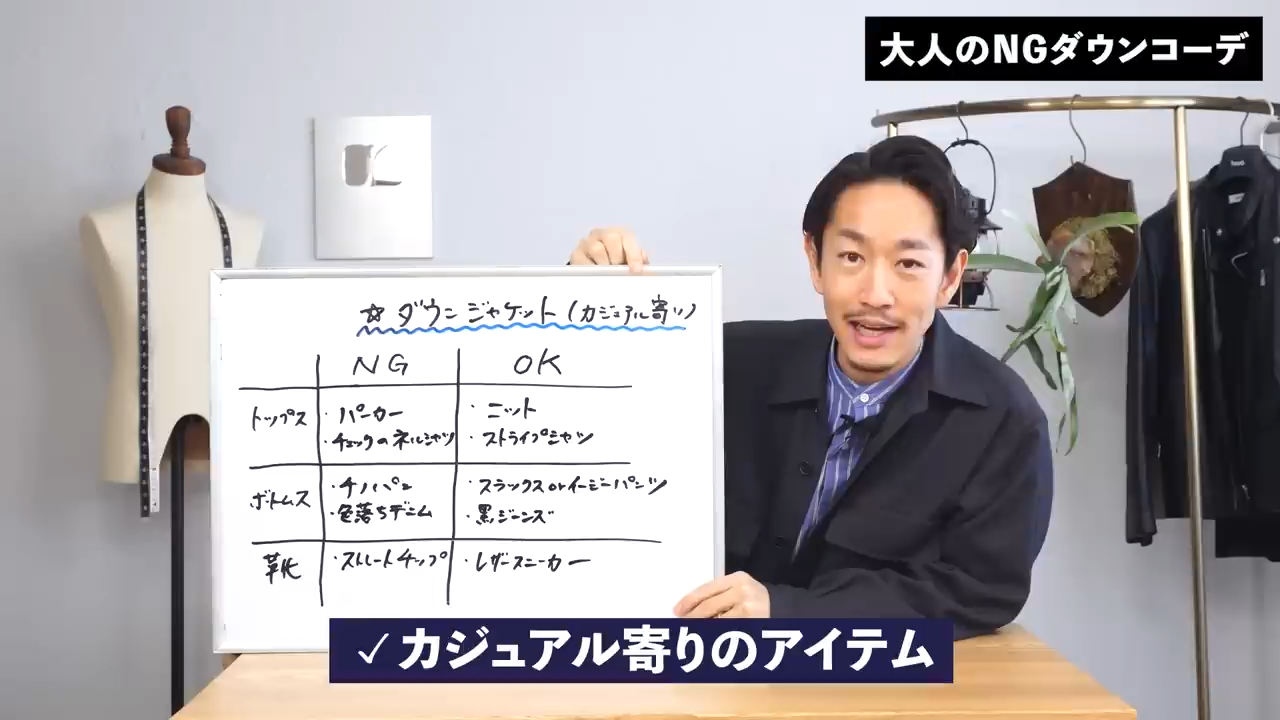 大人のNGダウンコーデ
☆ダウンジャケット(カジュアル寄り)
NG OK
トップス ・パーカー ・ニット
・チェックのネルシャツ ・ストライプシャツ
ボトムス ・チノパン ・スラックスorイージーパンツ
・色落ちデニム ・黒ジーンズ
革靴 ・ストレートチップ ・レザースニーカー
✓カジュアル寄りのアイテム